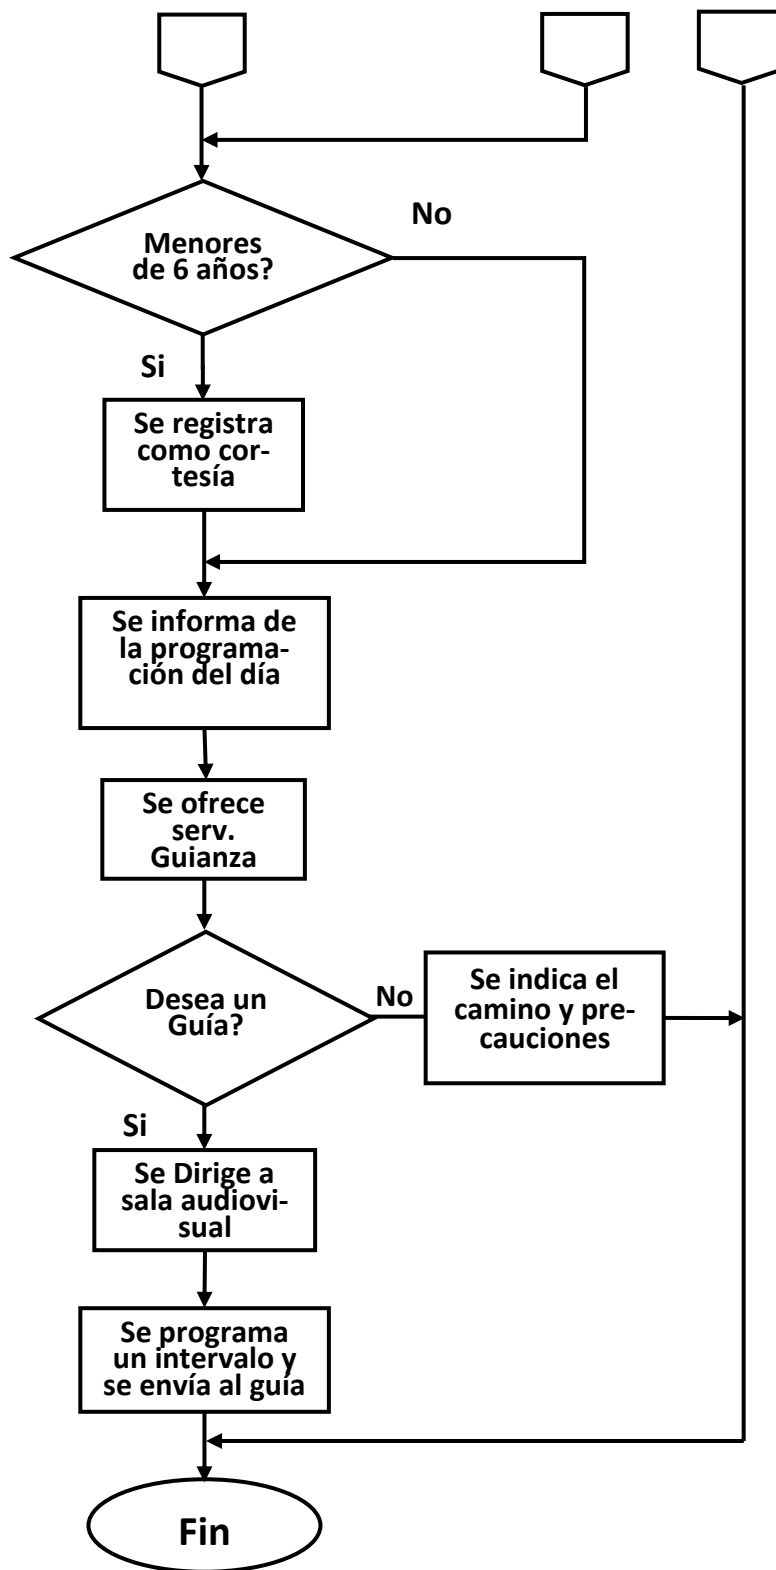 No
Menores
de 6 años?
Si
Se registra
como cor-
tesía
Se informa de
la programa-
ción del día
Se ofrece
serv.
Guianza
Desea un
Guía?
No
Se indica el
camino y pre-
cauciones
Si
Se Dirige a
sala audiovi-
sual
Se programa
un intervalo y
se envía al guía
Fin